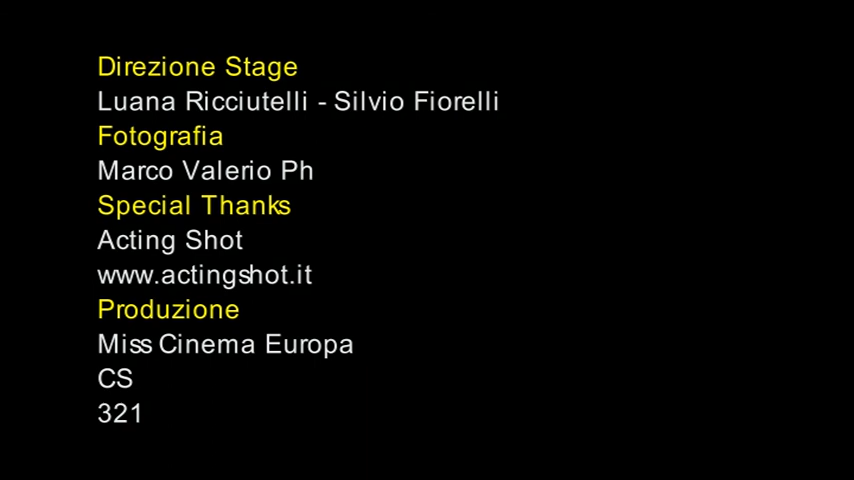 Direzione Stage
Luana Ricciutelli - Silvio Fiorelli
Fotografia
Marco Valerio Ph
Special Thanks
Acting Shot
www.actingshot.it
Produzione
Miss Cinema Europa
CS
321